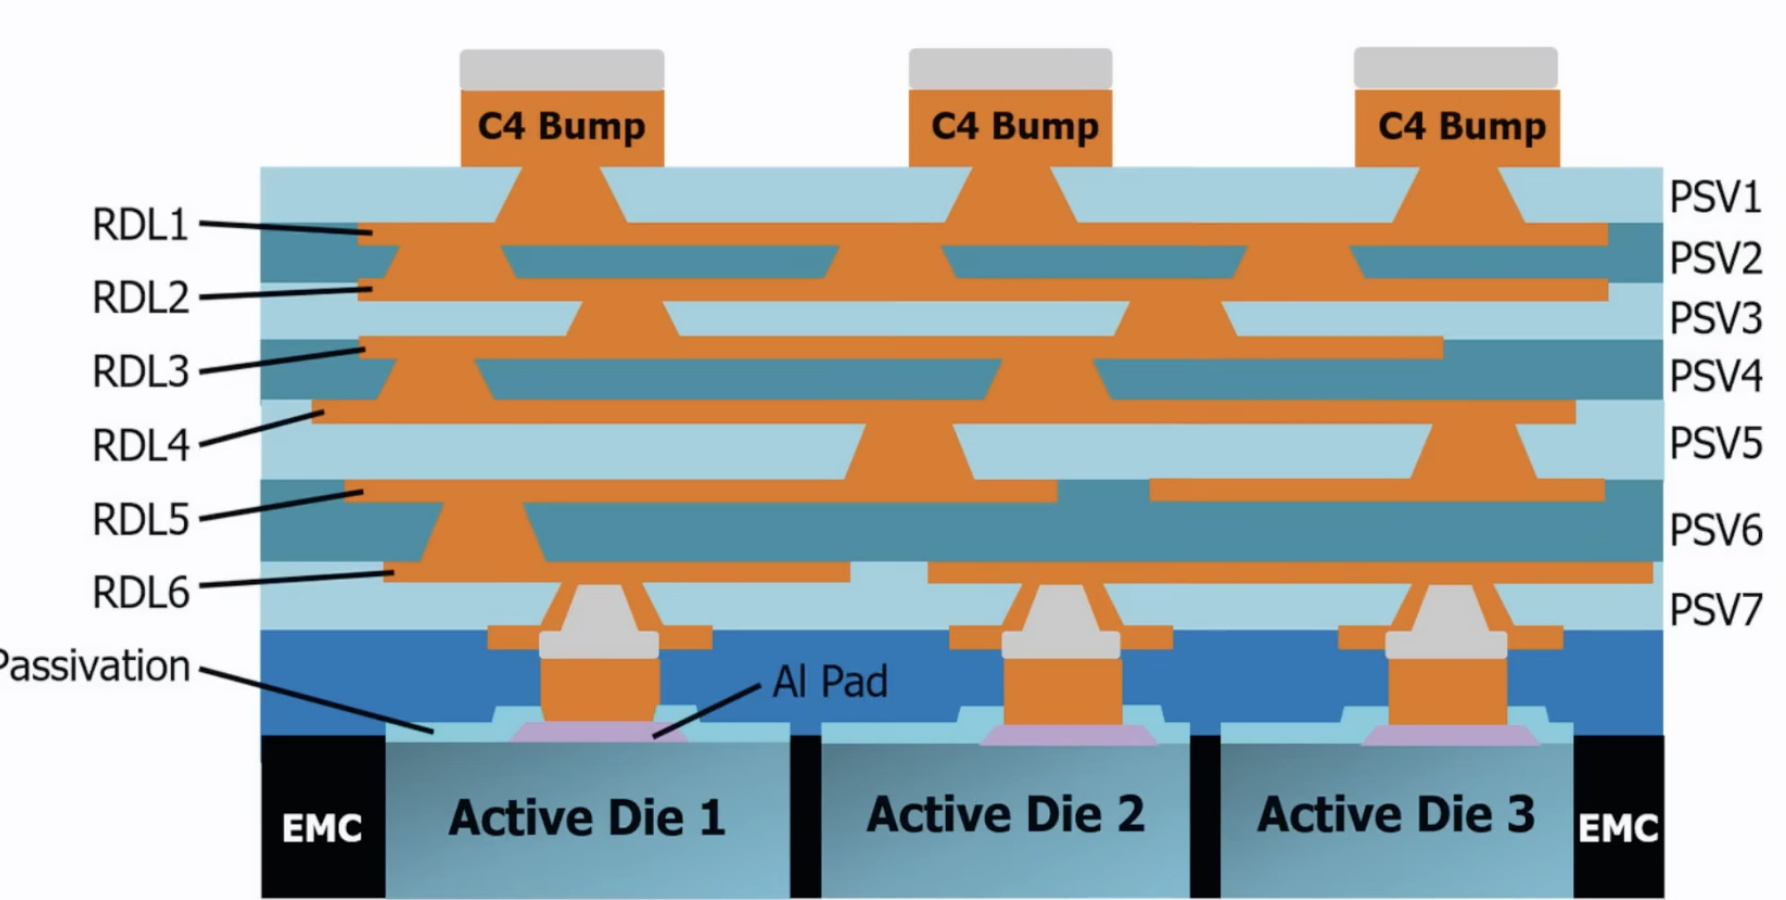 C4 Bump
C4 Bump
C4 Bump
RDL1
RDL2
RDL3
RDL4
RDL5
RDL6
Passivation
PSV1
PSV2
PSV3
PSV4
PSV5
PSV6
PSV7
Al Pad
EMC
Active Die 1
Active Die 2
Active Die 3
EMC